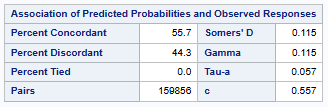 Association of Predicted Probabilities and Observed Responses
Percent Concordant 55.7 Somers' D 0.115
Percent Discordant 44.3 Gamma 0.115
Percent Tied 0.0 Tau-a 0.057
Pairs 159856 c 0.557